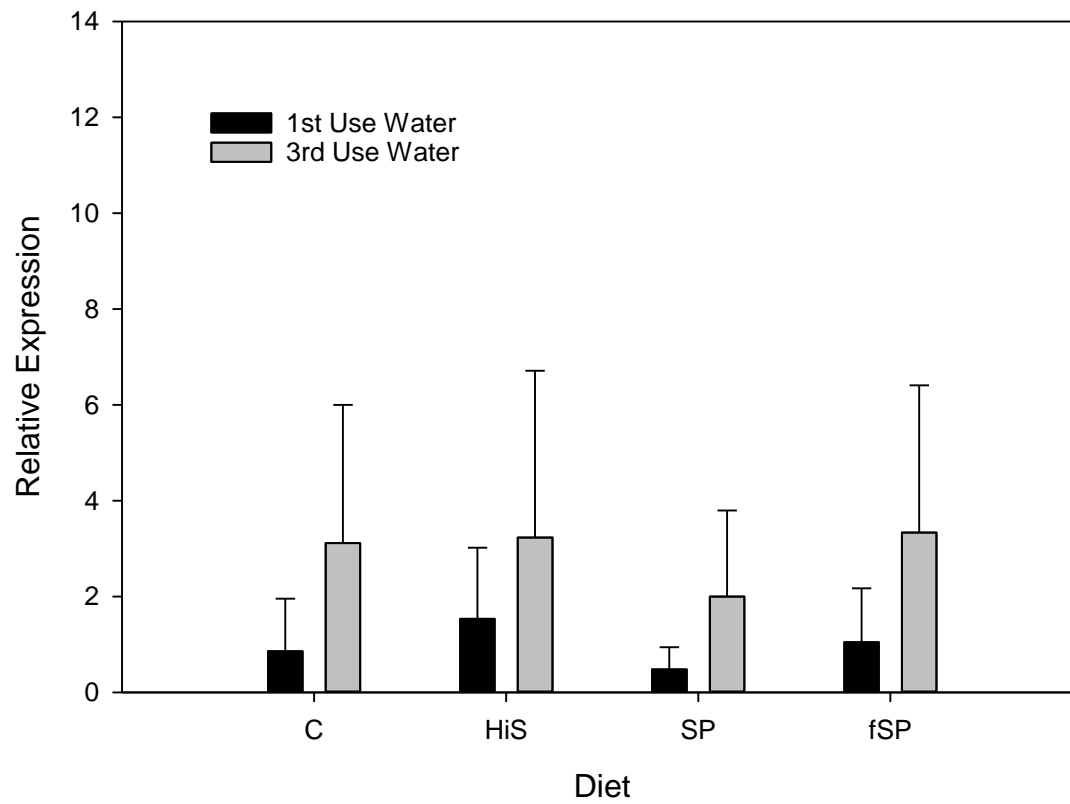 14
12
1st Use Water
3rd Use Water
10
8
Relative Expression
6
4
2
0
C HiS SP fSP
Diet